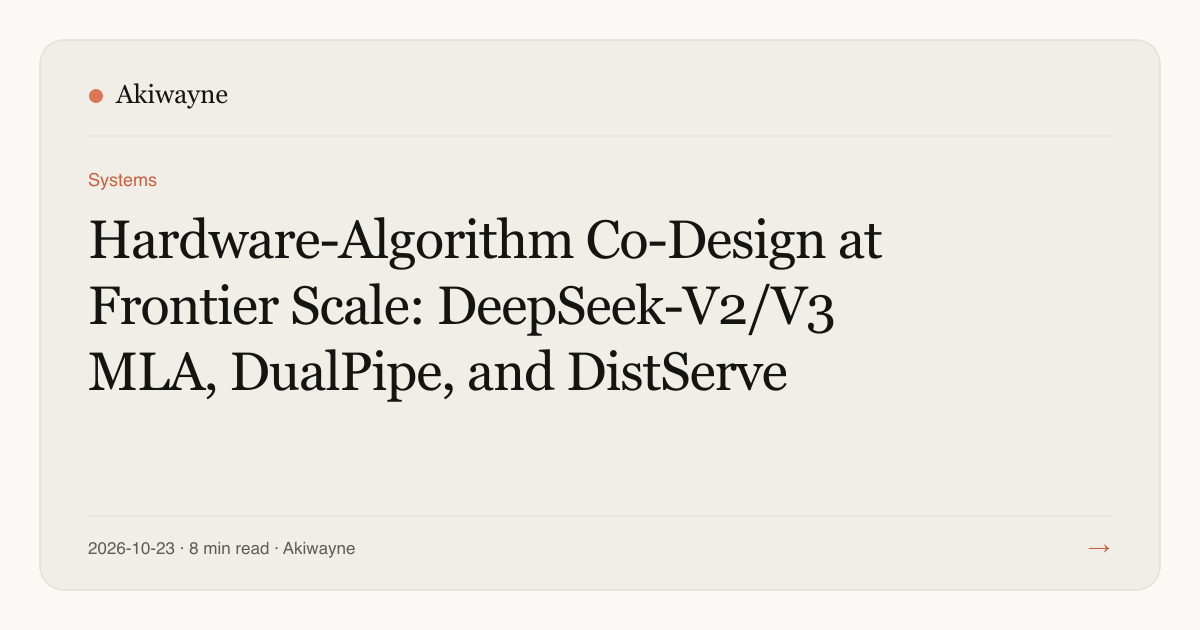 Akiwayne
Systems
Hardware-Algorithm Co-Design at
Frontier Scale: DeepSeek-V2/V3
MLA, DualPipe, and DistServe
2026-10-23 · 8 min read · Akiwayne
→